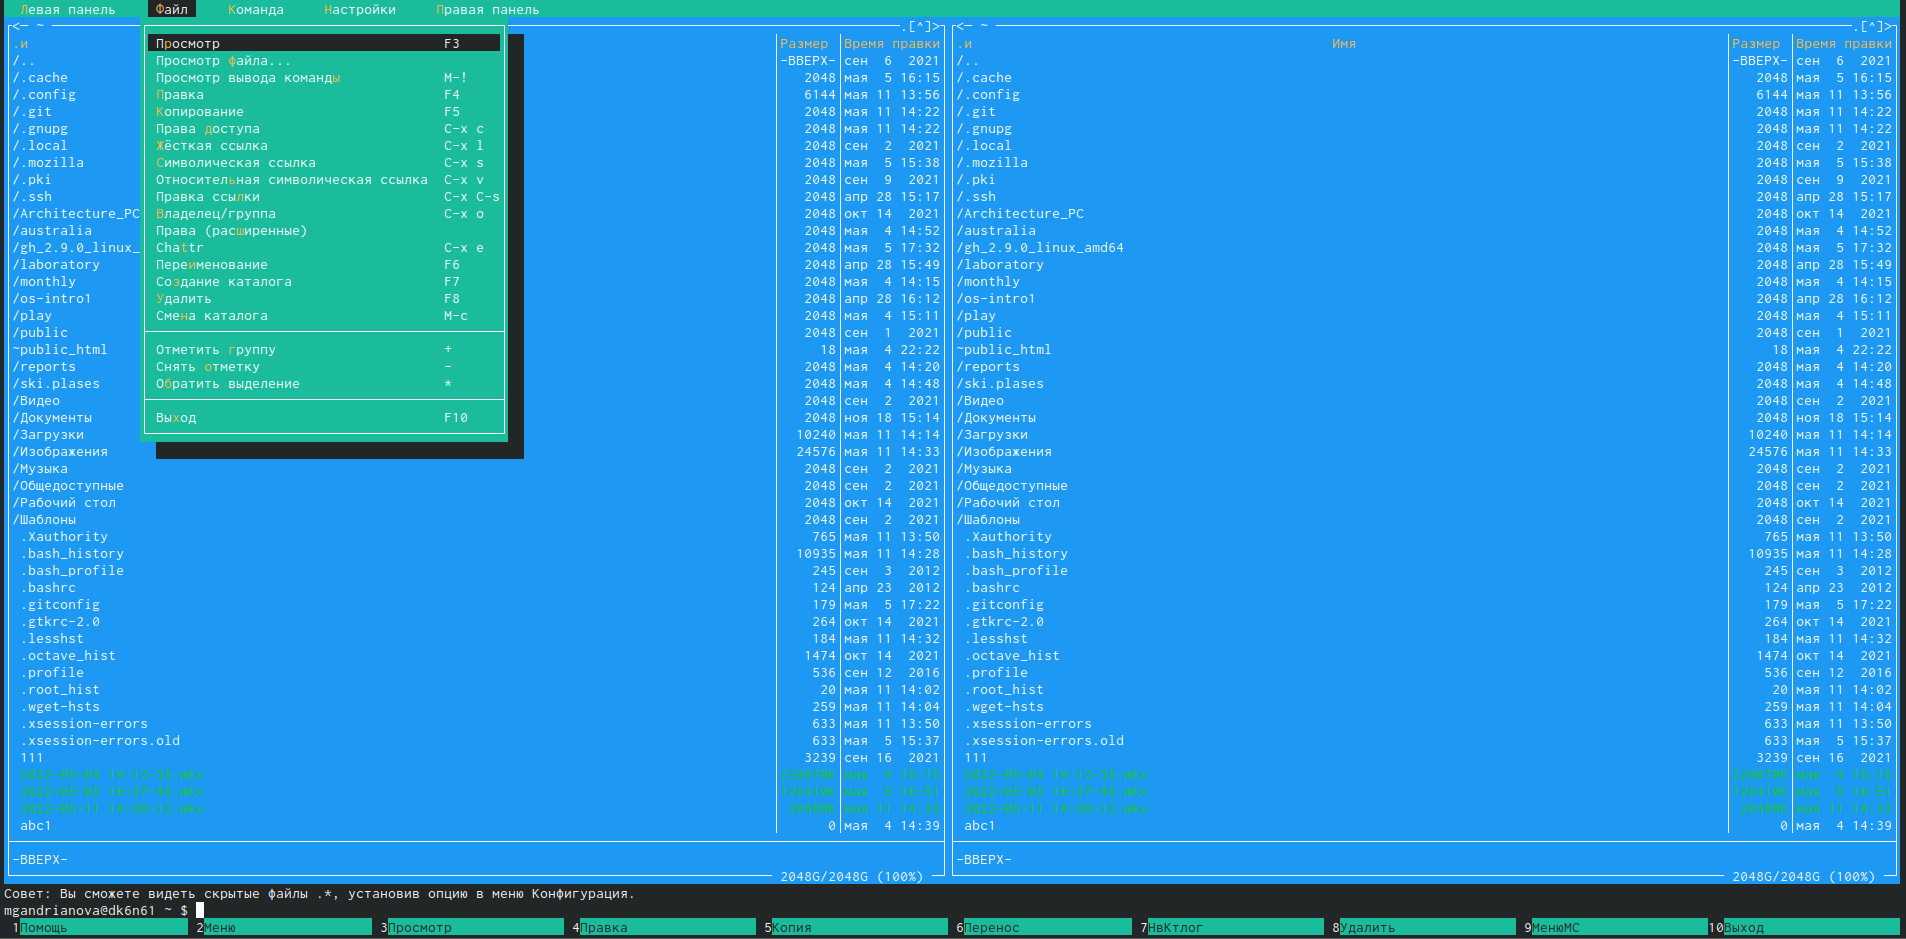 Левая панель Файл Команда Настройки Правая панель
<— ~ .[^]> <— ~ .[^]>
.и Размер Время правки .и Имя Размер Время правки
Просмотр F3
/.. Просмотр файла... -ВВЕРХ- сен 6 2021 /.. -ВВЕРХ- сен 6 2021
/.cache Просмотр вывода команды M-! 2048 мая 5 16:15 /.cache 2048 мая 5 16:15
/.config Правка F4 6144 мая 11 13:56 /.config 6144 мая 11 13:56
/.git Копирование F5 2048 мая 11 14:22 /.git 2048 мая 11 14:22
/.gnupg Права доступа C-x c 2048 мая 11 14:22 /.gnupg 2048 мая 11 14:22
/.local Жёсткая ссылка C-x l 2048 сен 2 2021 /.local 2048 сен 2 2021
/.mozilla Символическая ссылка C-x s 2048 мая 5 15:38 /.mozilla 2048 мая 5 15:38
/.pki Относительная символическая ссылка C-x v 2048 сен 9 2021 /.pki 2048 сен 9 2021
/.ssh Правка ссылки C-x C-s 2048 апр 28 15:17 /.ssh 2048 апр 28 15:17
/Architecture_PC Владелец/группа C-x o 2048 окт 14 2021 /Architecture_PC 2048 окт 14 2021
/australia Права (расширенные) 2048 мая 4 14:52 /australia 2048 мая 4 14:52
/gh_2.9.0_linux_ Chattr C-x e 2048 мая 5 17:32 /gh_2.9.0_linux_amd64 2048 мая 5 17:32
/laboratory Переименование F6 2048 апр 28 15:49 /laboratory 2048 апр 28 15:49
/monthly Создание каталога F7 2048 мая 4 14:15 /monthly 2048 мая 4 14:15
/os-intro1 Удалить F8 2048 апр 28 16:12 /os-intro1 2048 апр 28 16:12
/play Смена каталога M-c 2048 мая 4 15:11 /play 2048 мая 4 15:11
/public 2048 сен 1 2021 /public 2048 сен 1 2021
~public_html Отметить группу + 18 мая 4 22:22 ~public_html 18 мая 4 22:22
/reports Снять отметку - 2048 мая 4 14:20 /reports 2048 мая 4 14:20
/ski.plases Обратить выделение * 2048 мая 4 14:48 /ski.plases 2048 мая 4 14:48
/Видео 2048 сен 2 2021 /Видео 2048 сен 2 2021
/Документы Выход F10 2048 ноя 18 15:14 /Документы 2048 ноя 18 15:14
/Загрузки 10240 мая 11 14:14 /Загрузки 10240 мая 11 14:14
/Изображения 24576 мая 11 14:33 /Изображения 24576 мая 11 14:33
/Музыка 2048 сен 2 2021 /Музыка 2048 сен 2 2021
/Общедоступные 2048 сен 2 2021 /Общедоступные 2048 сен 2 2021
/Рабочий стол 2048 окт 14 2021 /Рабочий стол 2048 окт 14 2021
/Шаблоны 2048 сен 2 2021 /Шаблоны 2048 сен 2 2021
.Xauthority 765 мая 11 13:50 .Xauthority 765 мая 11 13:50
.bash_history 10935 мая 11 14:28 .bash_history 10935 мая 11 14:28
.bash_profile 245 сен 3 2012 .bash_profile 245 сен 3 2012
.bashrc 124 апр 23 2012 .bashrc 124 апр 23 2012
.gitconfig 179 мая 5 17:22 .gitconfig 179 мая 5 17:22
.gtkrc-2.0 264 окт 14 2021 .gtkrc-2.0 264 окт 14 2021
.lesshst 184 мая 11 14:32 .lesshst 184 мая 11 14:32
.octave_hist 1474 окт 14 2021 .octave_hist 1474 окт 14 2021
.profile 536 сен 12 2016 .profile 536 сен 12 2016
.root_hist 20 мая 11 14:02 .root_hist 20 мая 11 14:02
.wget-hsts 259 мая 11 14:04 .wget-hsts 259 мая 11 14:04
.xsession-errors 633 мая 11 13:50 .xsession-errors 633 мая 11 13:50
.xsession-errors.old 633 мая 5 15:37 .xsession-errors.old 633 мая 5 15:37
111 3239 сен 16 2021 111 3239 сен 16 2021
abc1 0 мая 4 14:39 abc1 0 мая 4 14:39
-ВВЕРХ- -ВВЕРХ-
2048G/2048G (100%) 2048G/2048G (100%)
Совет: Вы сможете видеть скрытые файлы .*, установив опцию в меню Конфигурация.
mgandrianova@dk6n61 ~ $
1Помощь 2Меню 3Просмотр 4Правка 5Копия 6Перенос 7НвКтлог 8Удалить 9МенюMC 10Выход